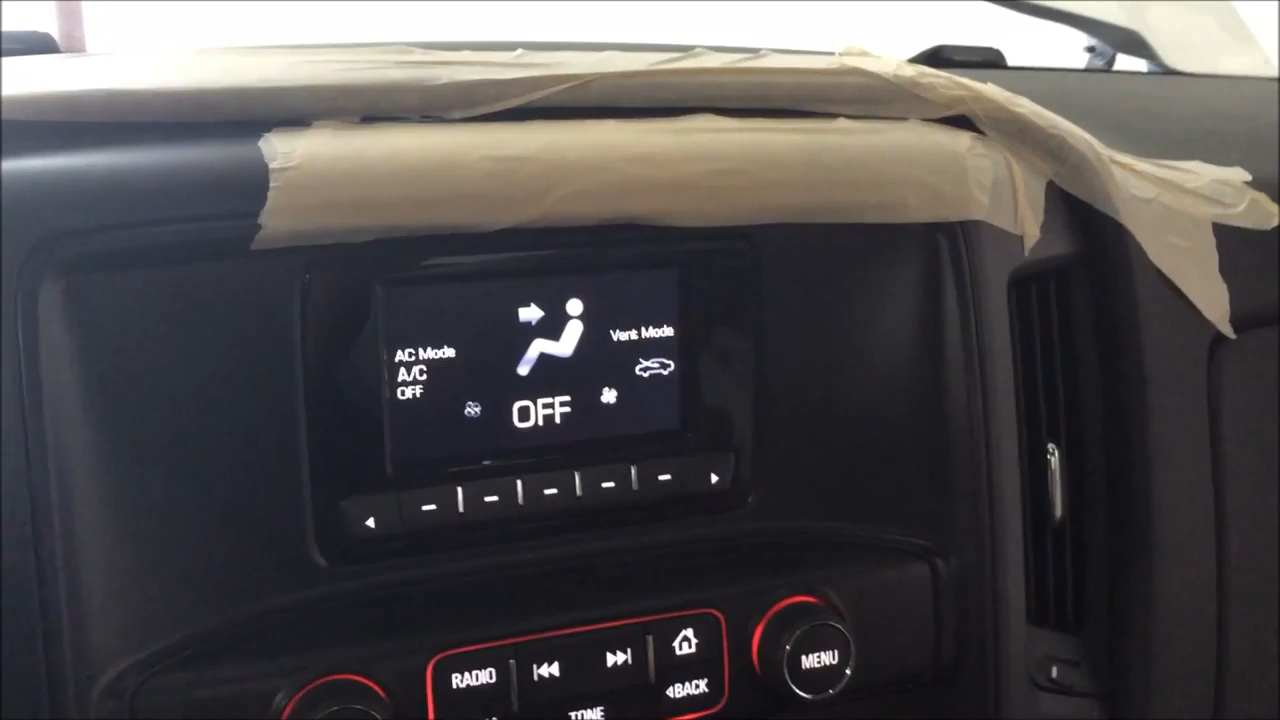 AC Mode
A/C
OFF
Vent Mode
OFF
RADIO
MENU
BACK
TONE